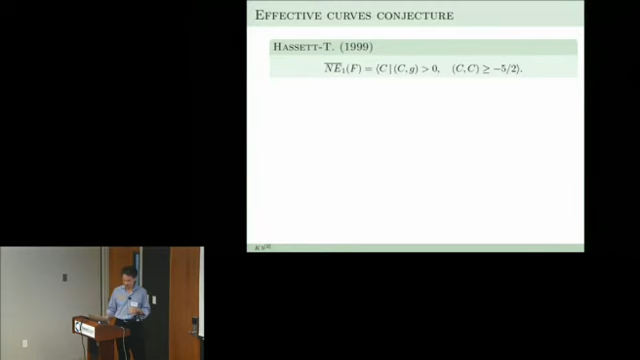 EFFECTIVE CURVES CONJECTURE
HASSETT-T. (1999)
$\overline{NE}_1(F) = \langle C \mid (C, g) > 0, \quad (C, C) \geq -5/2 \rangle.$